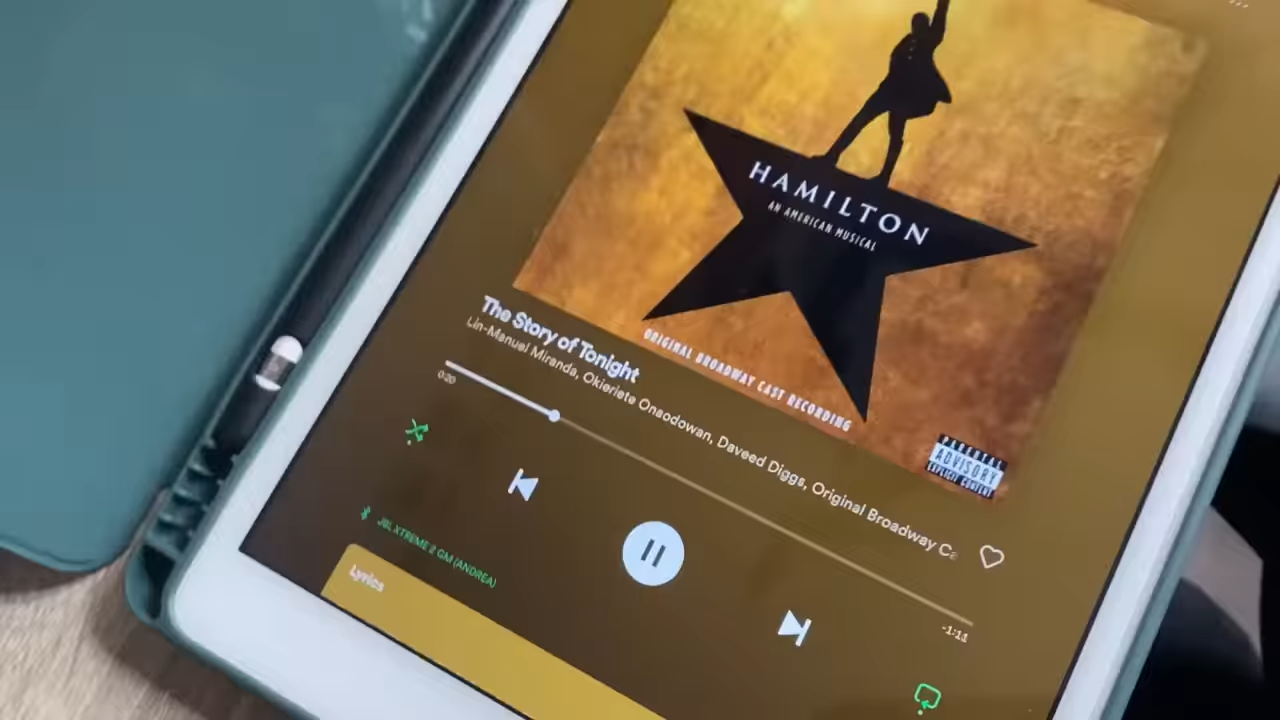 HAMILTON
AN AMERICAN MUSICAL
ORIGINAL BROADWAY CAST RECORDING
PARENTAL
ADVISORY
EXPLICIT CONTENT
The Story of Tonight
Lin-Manuel Miranda, Okieriete Onaodowan, Daveed Diggs, Original Broadway Ca
0:20
-1:11
JBL XTREME 2 GM (ANDREA)
Lyrics